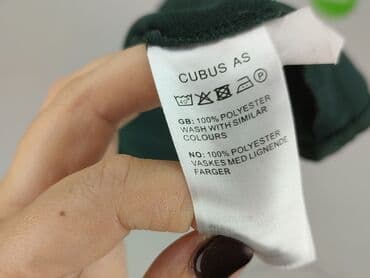 CUBUS AS
GB: 100% POLYESTER
WASH WITH SIMILAR
COLOURS
NO: 100% POLYESTER
VASKES MED LIGNENDE
FARGER